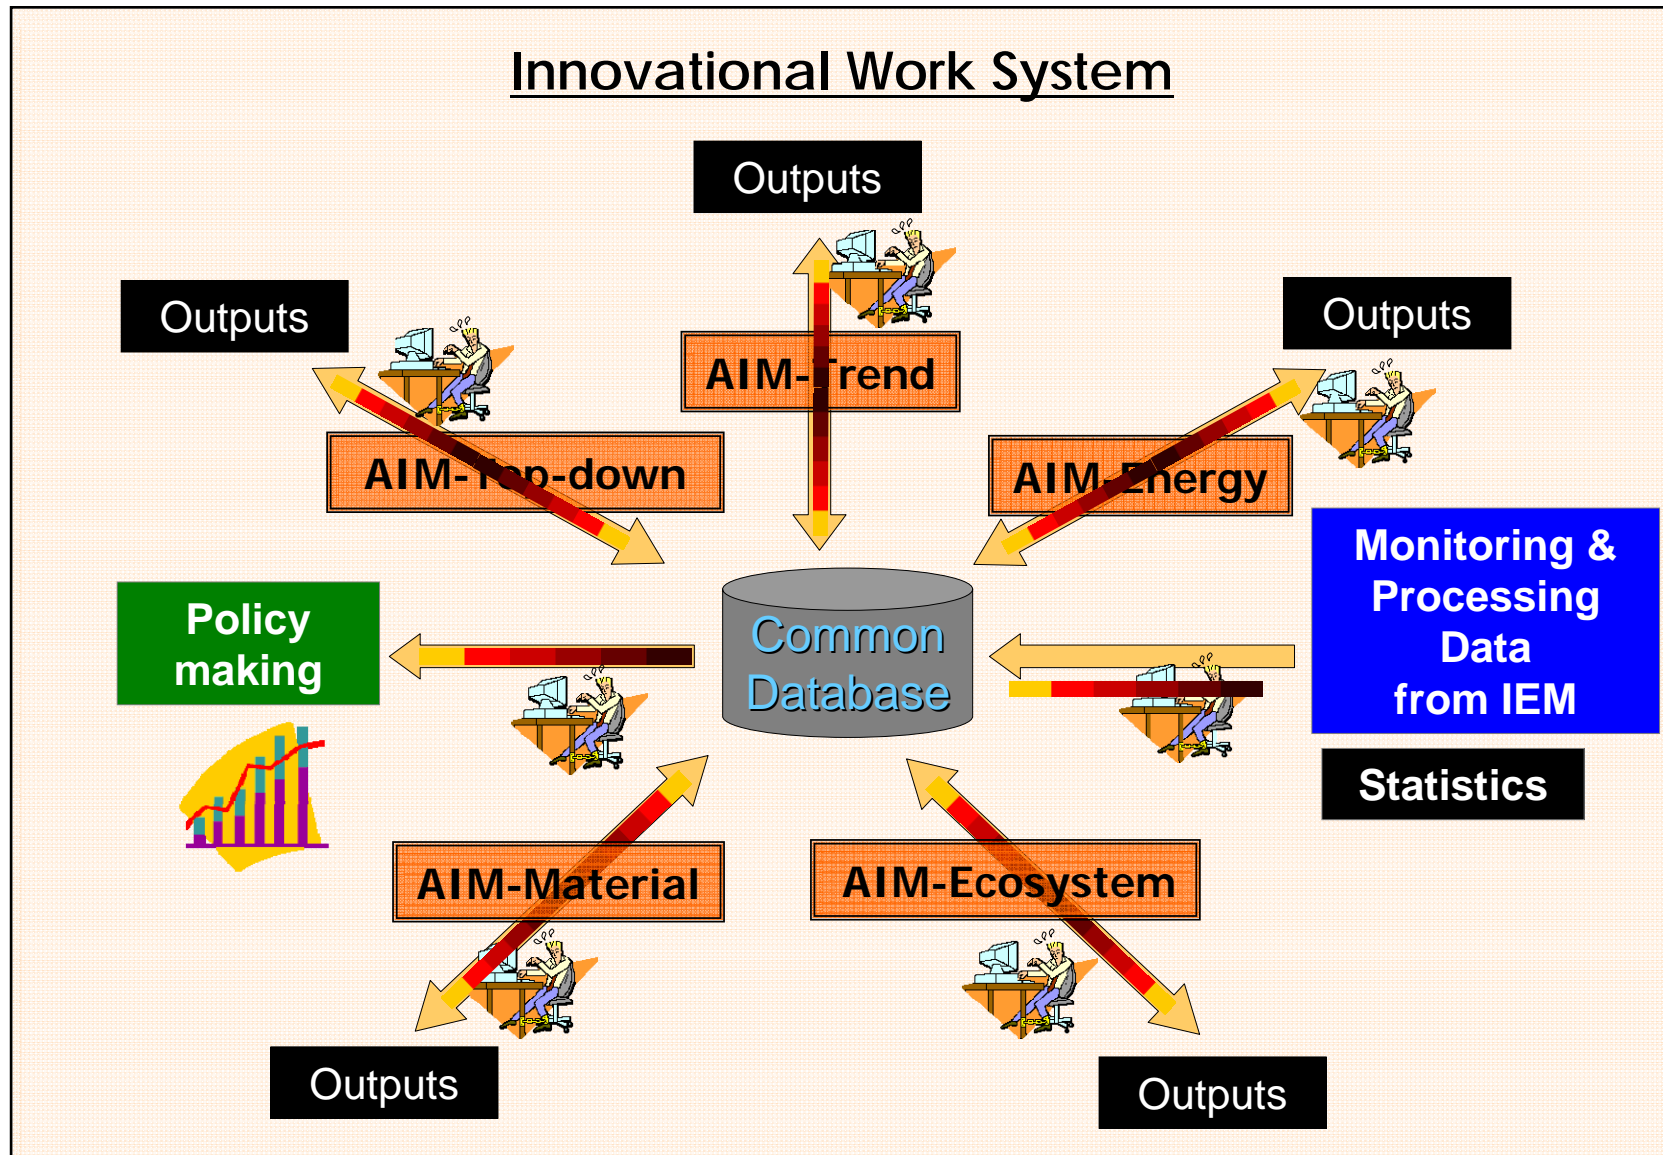 Innovational Work System
Outputs
Outputs
Outputs
AIM-Trend
AIM-Top-down
AIM-Energy
Monitoring &
Processing
Data
from IEM
Policy
making
Common
Database
Statistics
AIM-Material
AIM-Ecosystem
Outputs
Outputs